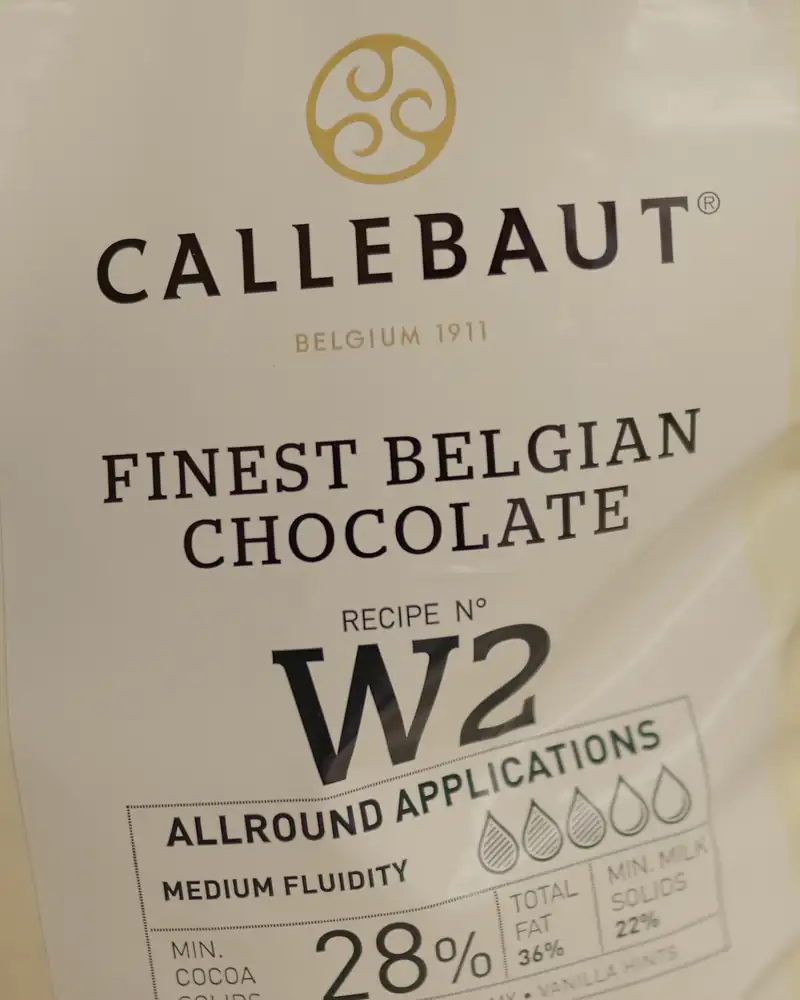 CALLEBAUT®
BELGIUM 1911
FINEST BELGIAN
CHOCOLATE
RECIPE N°
W2
ALLROUND APPLICATIONS
MEDIUM FLUIDITY
MIN.
COCOA
SOLIDS
28%
TOTAL
FAT
36%
MIN. MILK
SOLIDS
22%
• VANILLA HINTS